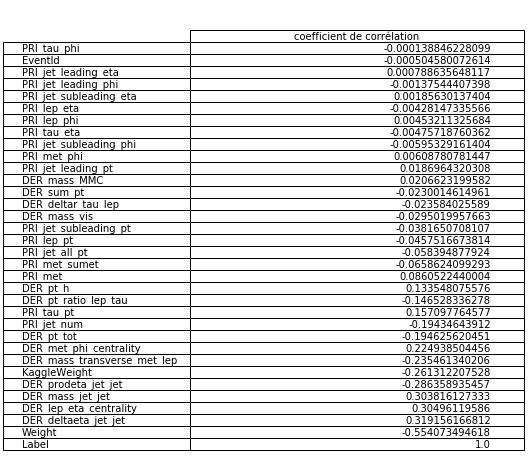 coefficient de corrélation
PRI_tau_phi -0.000138846228099
EventId -0.000504580072614
PRI_jet_leading_eta 0.000788635648117
PRI_jet_leading_phi -0.00137544407398
PRI_jet_subleading_eta 0.00185630137404
PRI_lep_eta -0.00428147335566
PRI_lep_phi 0.00453211325684
PRI_tau_eta -0.00475718760362
PRI_jet_subleading_phi -0.00595329161404
PRI_met_phi 0.00608780781447
PRI_jet_leading_pt 0.0186964320308
DER_mass_MMC 0.0206623199582
DER_sum_pt -0.0230014614961
DER_deltar_tau_lep -0.023584025589
DER_mass_vis -0.0295019957663
PRI_jet_subleading_pt -0.0381650708107
PRI_lep_pt -0.0457516673814
PRI_jet_all_pt -0.058394877924
PRI_met_sumet -0.0658624099293
PRI_met 0.0860522440004
DER_pt_h 0.133548075576
DER_pt_ratio_lep_tau -0.146528336278
PRI_tau_pt 0.157097764577
PRI_jet_num -0.19434643912
DER_pt_tot -0.194625620451
DER_met_phi_centrality 0.224938504456
DER_mass_transverse_met_lep -0.235461340206
KaggleWeight -0.261312207528
DER_prodeta_jet_jet -0.286358935457
DER_mass_jet_jet 0.303816127333
DER_lep_eta_centrality 0.30496119586
DER_deltaeta_jet_jet 0.319156166812
Weight -0.554073494618
Label 1.0